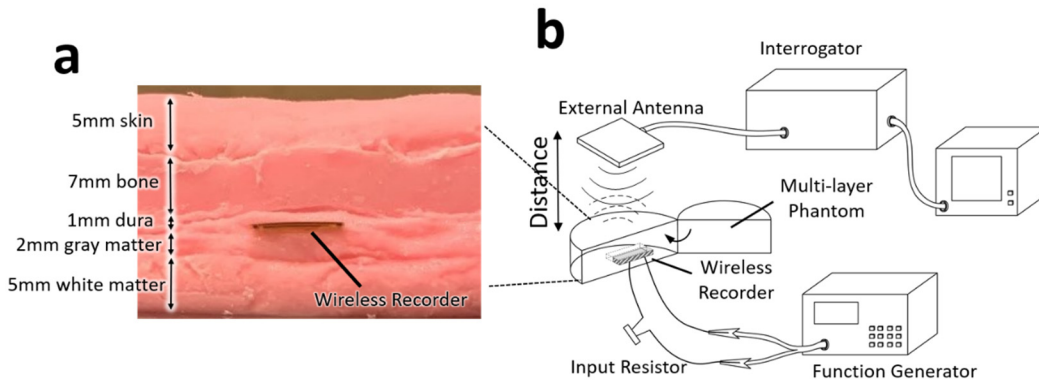 a
5mm skin
7mm bone
1mm dura
2mm gray matter
5mm white matter
Wireless Recorder
b
Interrogator
External Antenna
Distance
Multi-layer
Phantom
Wireless
Recorder
Input Resistor
Function Generator